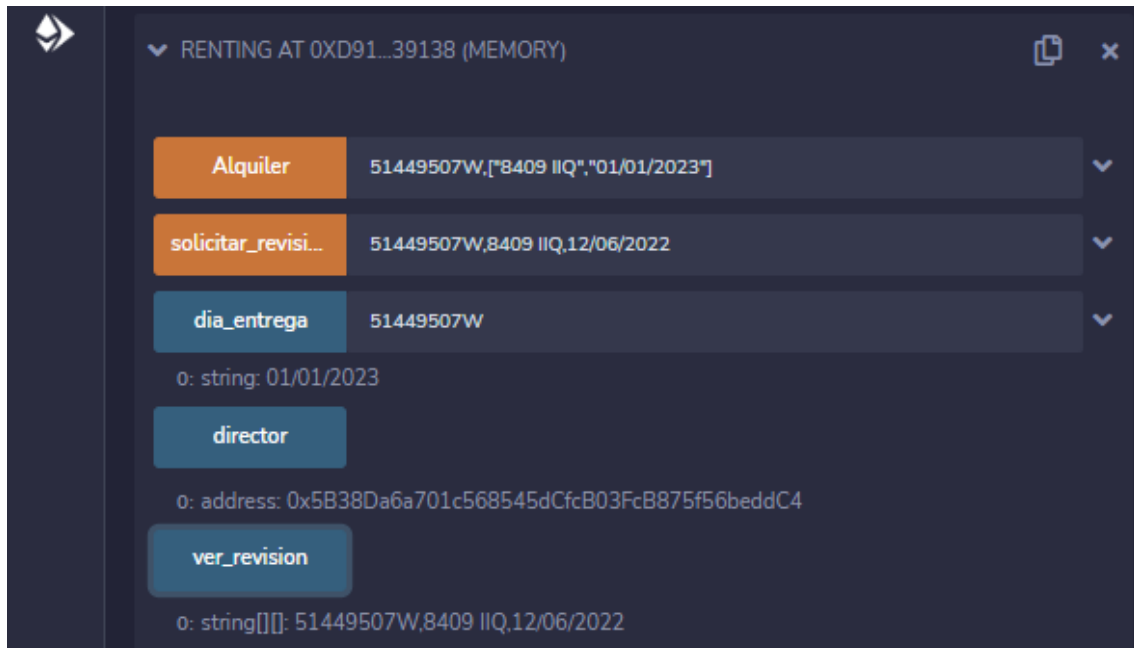 RENTING AT 0XD91...39138 (MEMORY)
Alquiler 51449507W,["8409 IIQ","01/01/2023"]
solicitar_revisi... 51449507W,8409 IIQ,12/06/2022
dia_entrega 51449507W
0: string: 01/01/2023
director
0: address: 0x5B38Da6a701c568545dCfcB03FcB875f56beddC4
ver_revision
0: string[][]: 51449507W,8409 IIQ,12/06/2022